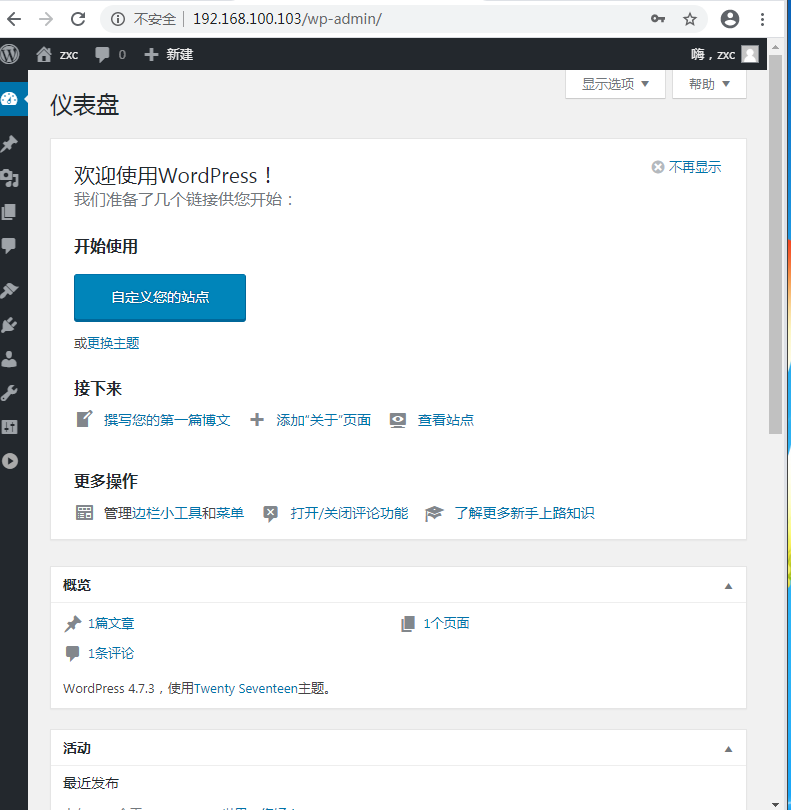 不安全 | 192.168.100.103/wp-admin/
zxc 0 新建 嗨，zxc
显示选项 帮助
仪表盘
欢迎使用WordPress！ 不再显示
我们准备了几个链接供您开始：
开始使用
自定义您的站点
或更换主题
接下来
撰写您的第一篇博文 添加“关于”页面 查看站点
更多操作
管理边栏小工具和菜单 打开/关闭评论功能 了解更多新手上路知识
概览
1篇文章 1个页面
1条评论
WordPress 4.7.3，使用Twenty Seventeen主题。
活动
最近发布